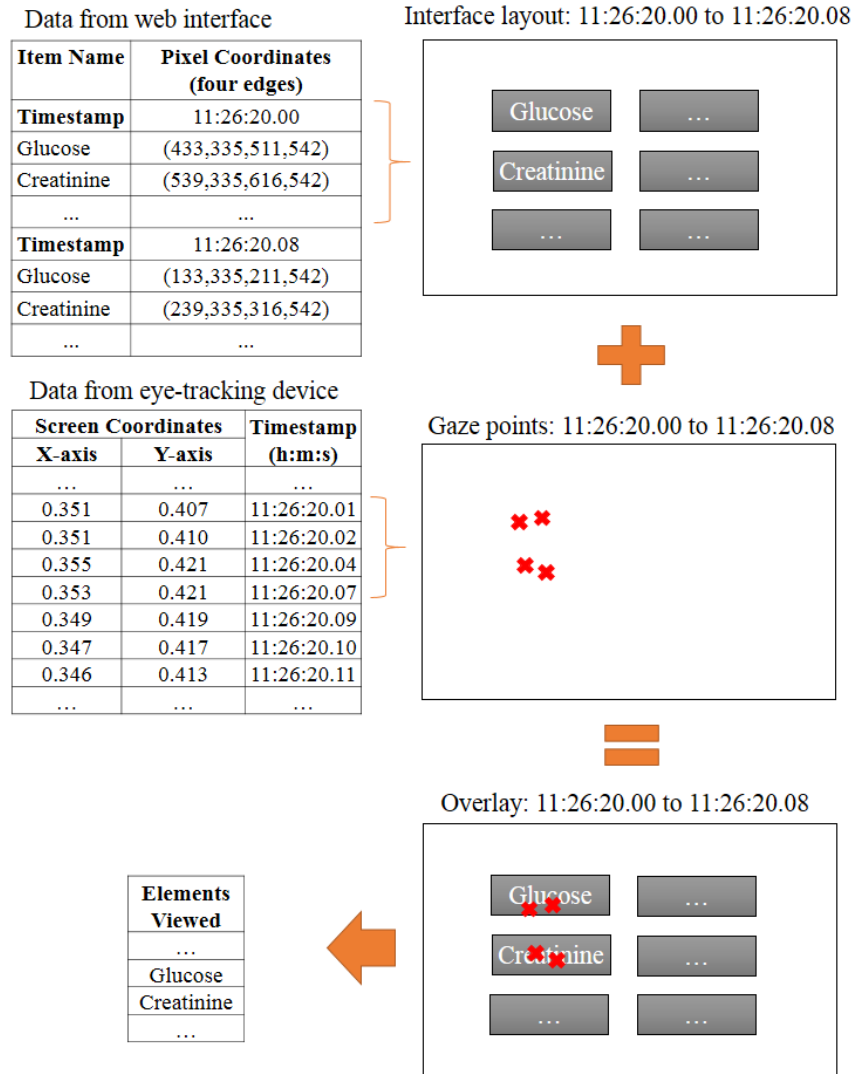 Data from web interface
Item Name Pixel Coordinates
(four edges)
Timestamp 11:26:20.00
Glucose (433,335,511,542)
Creatinine (539,335,616,542)
... ...
Timestamp 11:26:20.08
Glucose (133,335,211,542)
Creatinine (239,335,316,542)
... ...
Interface layout: 11:26:20.00 to 11:26:20.08
Glucose ...
Creatinine ...
... ...
Data from eye-tracking device
Screen Coordinates Timestamp
X-axis Y-axis (h:m:s)
... ... ...
0.351 0.407 11:26:20.01
0.351 0.410 11:26:20.02
0.355 0.421 11:26:20.04
0.353 0.421 11:26:20.07
0.349 0.419 11:26:20.09
0.347 0.417 11:26:20.10
0.346 0.413 11:26:20.11
... ... ...
Gaze points: 11:26:20.00 to 11:26:20.08
Overlay: 11:26:20.00 to 11:26:20.08
Glucose ...
Creatinine ...
... ...
Elements
Viewed
...
Glucose
Creatinine
...